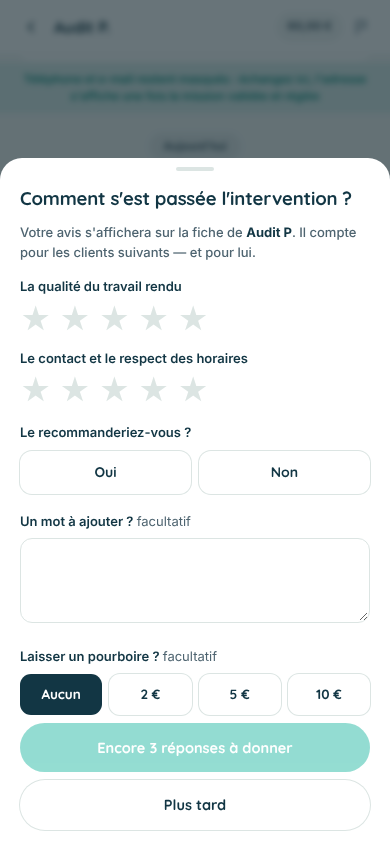 Audit P.
Comment s'est passée l'intervention ?
Votre avis s'affichera sur la fiche de Audit P. Il compte
pour les clients suivants — et pour lui.
La qualité du travail rendu
Le contact et le respect des horaires
Le recommanderiez-vous ?
Oui Non
Un mot à ajouter ? facultatif
Laisser un pourboire ? facultatif
Aucun 2 € 5 € 10 €
Encore 3 réponses à donner
Plus tard